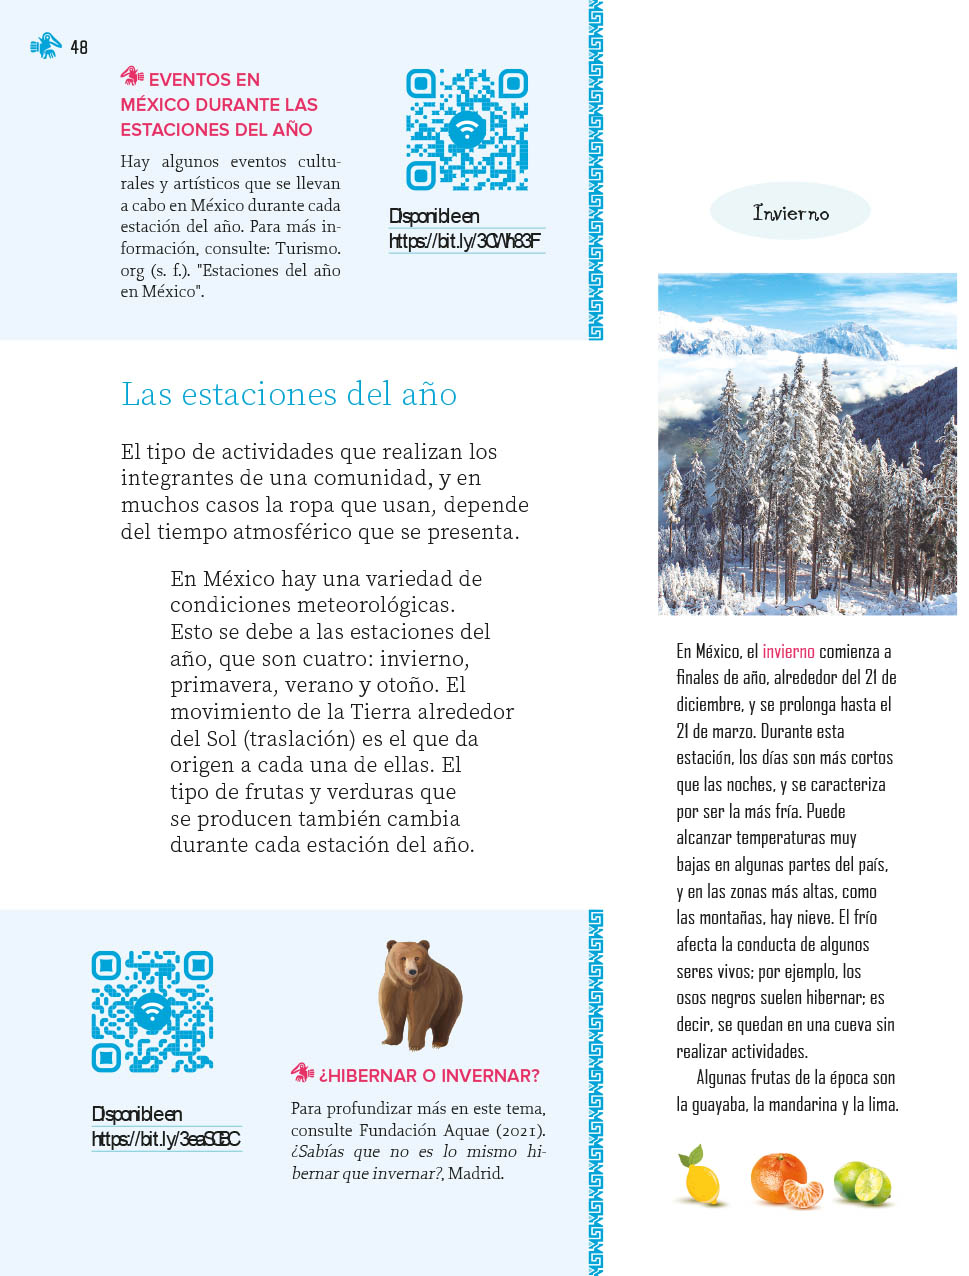 48
EVENTOS EN
MÉXICO DURANTE LAS
ESTACIONES DEL AÑO
Hay algunos eventos cultu-
rales y artísticos que se llevan
a cabo en México durante cada
estación del año. Para más in-
formación, consulte: Turismo.
org (s. f.). "Estaciones del año
en México".
Disponible en
https://bit.ly/3CWh83F
Las estaciones del año
El tipo de actividades que realizan los
integrantes de una comunidad, y en
muchos casos la ropa que usan, depende
del tiempo atmosférico que se presenta.
En México hay una variedad de
condiciones meteorológicas.
Esto se debe a las estaciones del
año, que son cuatro: invierno,
primavera, verano y otoño. El
movimiento de la Tierra alrededor
del Sol (traslación) es el que da
origen a cada una de ellas. El
tipo de frutas y verduras que
se producen también cambia
durante cada estación del año.
Disponible en
https://bit.ly/3eaSCBC
¿HIBERNAR O INVERNAR?
Para profundizar más en este tema,
consulte Fundación Aquae (2021).
¿Sabías que no es lo mismo hi-
bernar que invernar?, Madrid.
Invierno
En México, el invierno comienza a
finales de año, alrededor del 21 de
diciembre, y se prolonga hasta el
21 de marzo. Durante esta
estación, los días son más cortos
que las noches, y se caracteriza
por ser la más fría. Puede
alcanzar temperaturas muy
bajas en algunas partes del país,
y en las zonas más altas, como
las montañas, hay nieve. El frío
afecta la conducta de algunos
seres vivos; por ejemplo, los
osos negros suelen hibernar; es
decir, se quedan en una cueva sin
realizar actividades.
Algunas frutas de la época son
la guayaba, la mandarina y la lima.